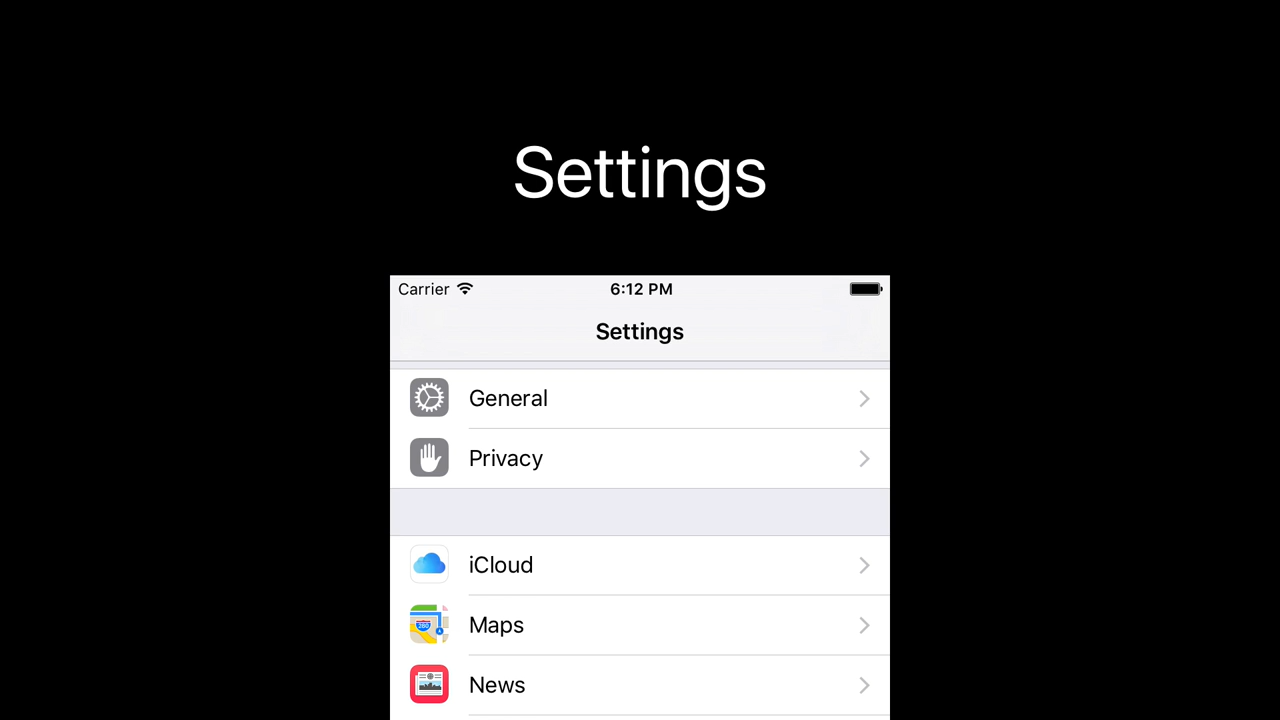 Settings
Carrier 6:12 PM
Settings
General
Privacy
iCloud
Maps
News